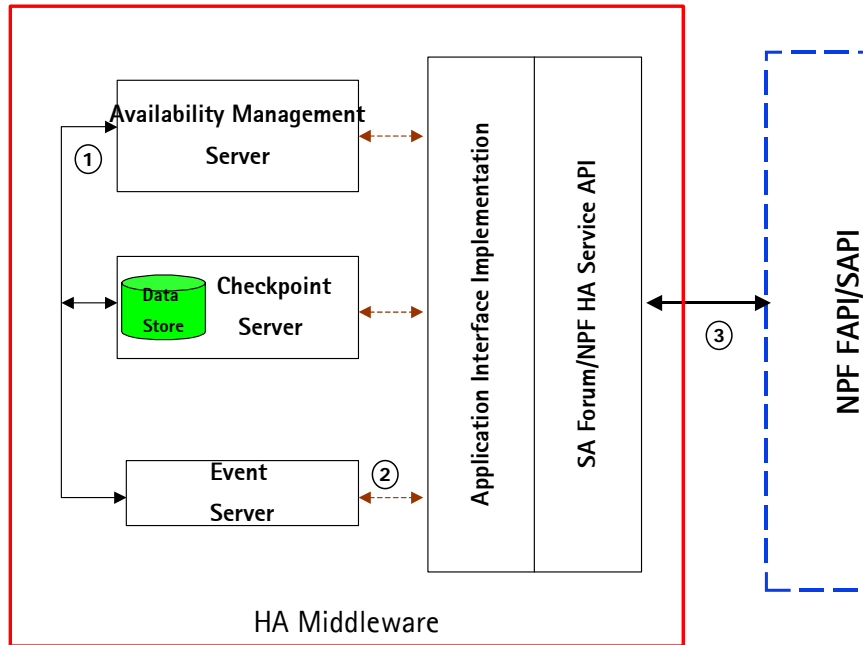 Availability Management
Server
1
Data
Store
Checkpoint
Server
Event
Server
2
Application Interface Implementation
SA Forum/NPF HA Service API
3
NPF FAPI/SAPI
HA Middleware